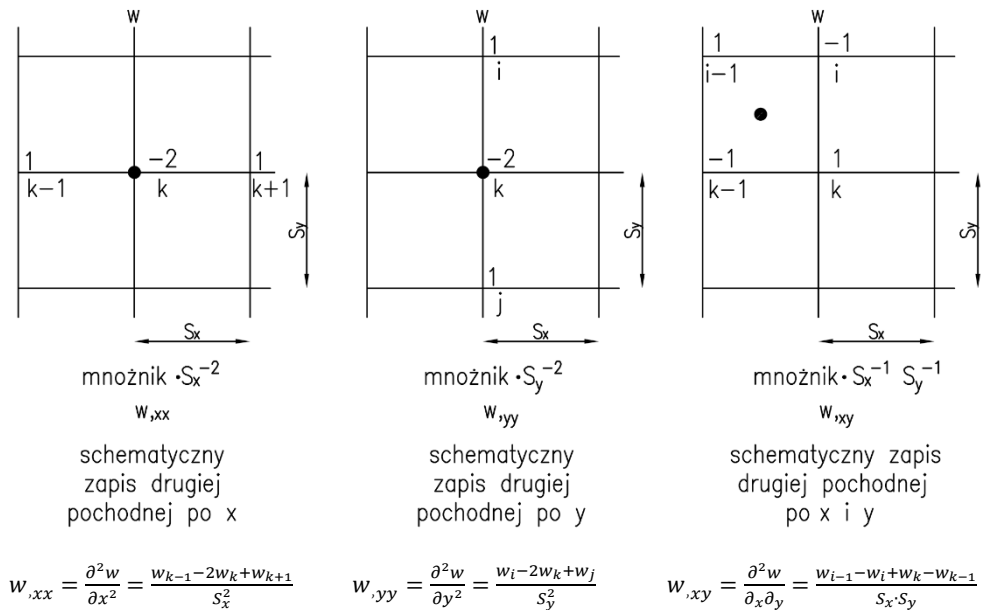 w
1
-2
1
k-1
k
k+1
Sy
Sx
mnożnik ·Sx⁻²
w,xx
schematyczny
zapis drugiej
pochodnej po x
w,xx = ∂²w/∂x² = (wk−1−2wk+wk+1)/Sx²
w
1
i
-2
k
1
j
Sy
Sx
mnożnik ·Sy⁻²
w,yy
schematyczny
zapis drugiej
pochodnej po y
w,yy = ∂²w/∂y² = (wi−2wk+wj)/Sy²
w
1
-1
i-1
i
-1
1
k-1
k
Sy
Sx
mnożnik · Sx⁻¹ Sy⁻¹
w,xy
schematyczny zapis
drugiej pochodnej
po x i y
w,xy = ∂²w/∂x∂y = (wi−1−wi+wk−wk−1)/(Sx·Sy)